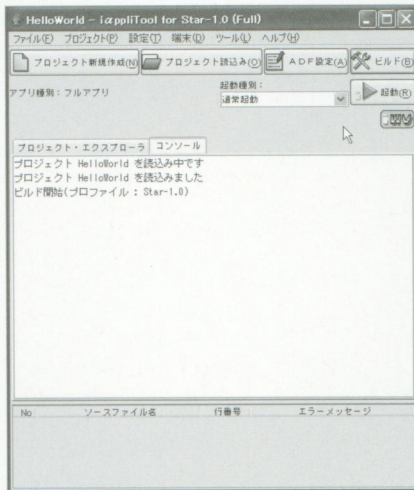 HelloWorld - iαppliTool for Star-1.0 (Full)
ファイル(F) プロジェクト(P) 設定(T) 端末(D) ツール(L) ヘルプ(H)
プロジェクト新規作成(N) プロジェクト読込み(O) ADF設定(A) ビルド(B)
アプリ種別：フルアプリ
起動種別：
通常起動
起動(R)
プロジェクト・エクスプローラ コンソール
プロジェクト HelloWorld を読込み中です
プロジェクト HelloWorld を読込みました
ビルド開始(プロファイル : Star-1.0)
No ソースファイル名 行番号 エラーメッセージ